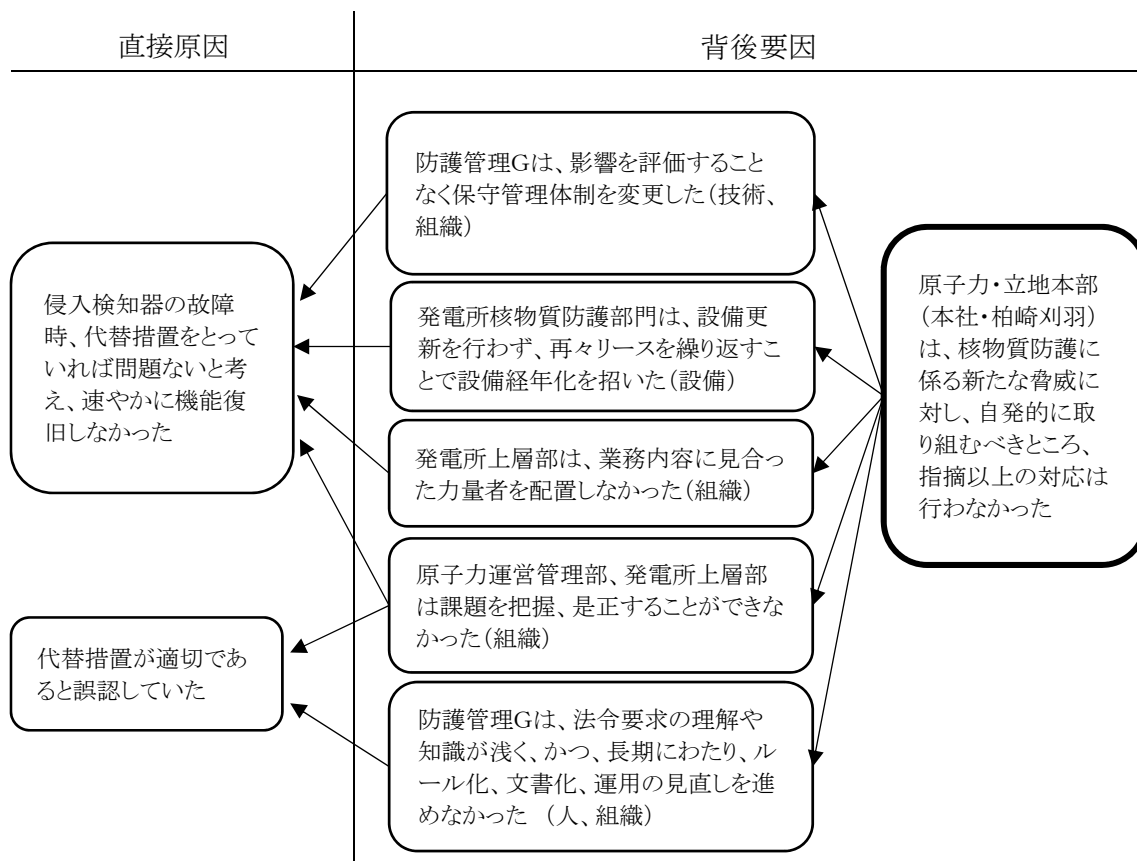 直接原因
背後要因
防護管理Gは、影響を評価すること
なく保守管理体制を変更した(技術、
組織)
侵入検知器の故障
時、代替措置をとって
いれば問題ないと考
え、速やかに機能復
旧しなかった
発電所核物質防護部門は、設備更
新を行わず、再々リースを繰り返すこ
とで設備経年化を招いた(設備)
発電所上層部は、業務内容に見合っ
た力量者を配置しなかった(組織)
原子力・立地本部
(本社・柏崎刈羽)
は、核物質防護に
係る新たな脅威に
対し、自発的に取
り組むべきところ、
指摘以上の対応は
行わなかった
原子力運営管理部、発電所上層部
は課題を把握、是正することができな
かった(組織)
代替措置が適切であ
ると誤認していた
防護管理Gは、法令要求の理解や
知識が浅く、かつ、長期にわたり、ル
ール化、文書化、運用の見直しを進
めなかった (人、組織)